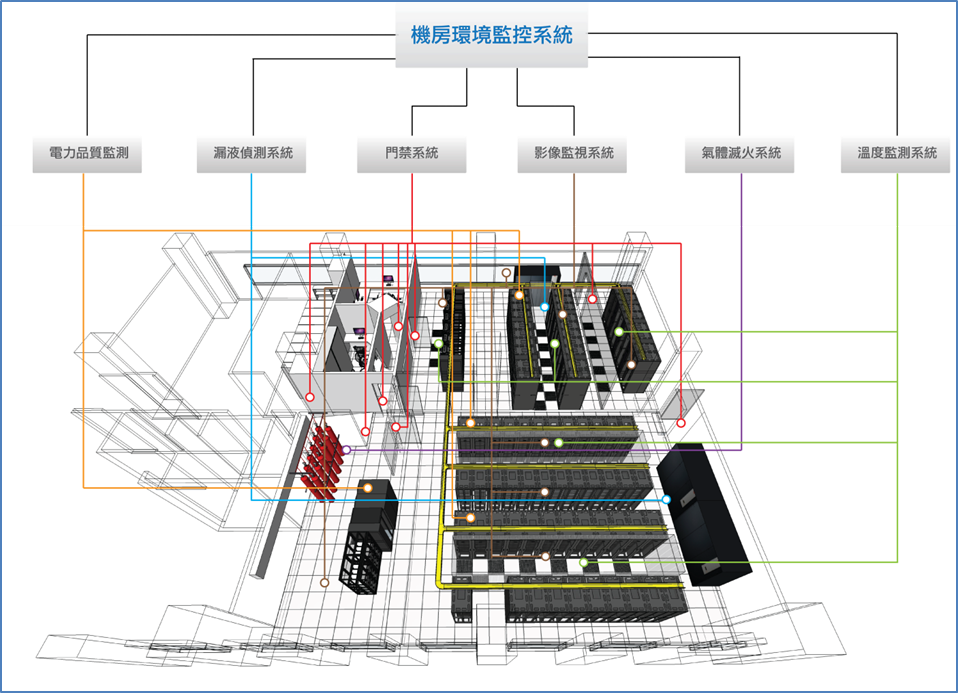 機房環境監控系統
電力品質監測
漏液偵測系統
門禁系統
影像監視系統
氣體滅火系統
溫度監測系統